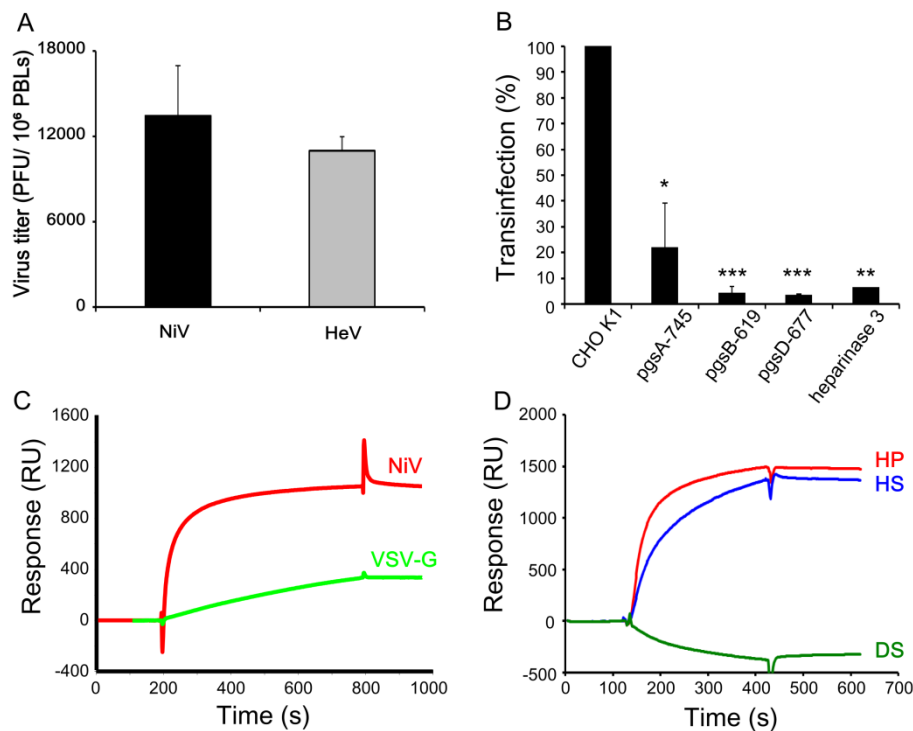 A
Virus titer (PFU/ 10⁶ PBLs)
18000
12000
6000
0
NiV
HeV
B
Transinfection (%)
100
90
80
70
60
50
40
30
20
10
0
*
***
***
**
CHO K1
pgsA-745
pgsB-619
pgsD-677
heparinase 3
C
Response (RU)
1600
1200
800
400
0
-400
NiV
VSV-G
0
200
400
600
800
1000
Time (s)
D
Response (RU)
2000
1500
1000
500
0
-500
HP
HS
DS
0
100
200
300
400
500
600
700
Time (s)